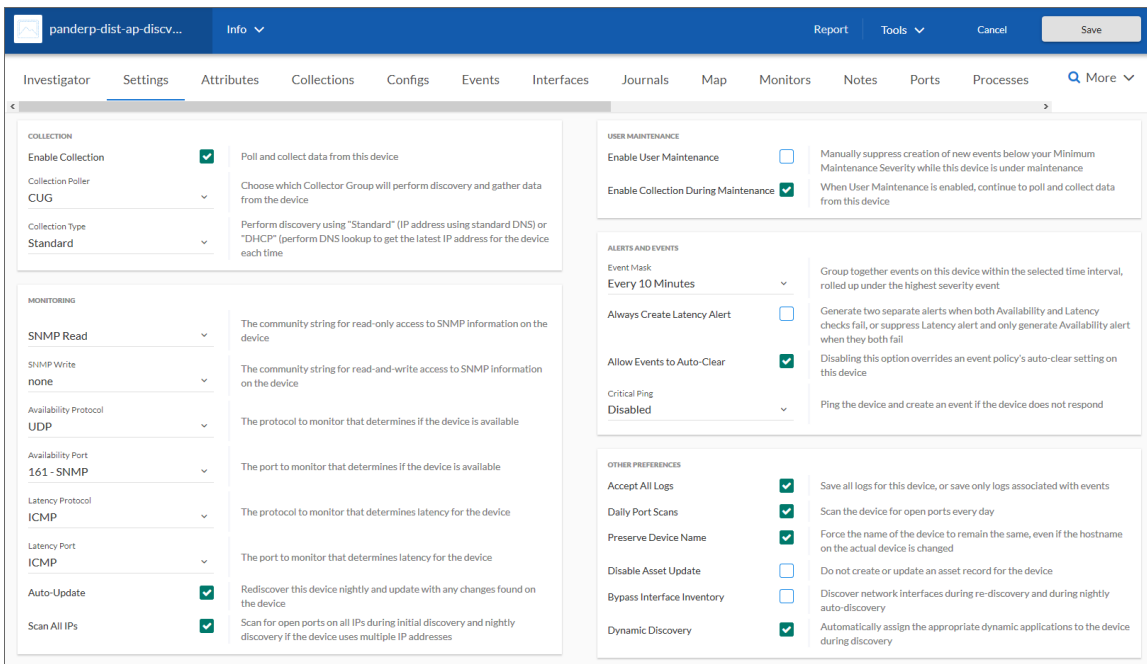 panderp-dist-ap-discv...
Info
Report
Tools
Cancel
Save
Investigator
Settings
Attributes
Collections
Configs
Events
Interfaces
Journals
Map
Monitors
Notes
Ports
Processes
More
COLLECTION
Enable Collection
Poll and collect data from this device
Collection Poller
CUG
Choose which Collector Group will perform discovery and gather data
from the device
Collection Type
Standard
Perform discovery using "Standard" (IP address using standard DNS) or
"DHCP" (perform DNS lookup to get the latest IP address for the device
each time
MONITORING
SNMP Read
The community string for read-only access to SNMP information on the
device
SNMP Write
none
The community string for read-and-write access to SNMP information
on the device
Availability Protocol
UDP
The protocol to monitor that determines if the device is available
Availability Port
161 - SNMP
The port to monitor that determines if the device is available
Latency Protocol
ICMP
The protocol to monitor that determines latency for the device
Latency Port
ICMP
The port to monitor that determines latency for the device
Auto-Update
Rediscover this device nightly and update with any changes found on
the device
Scan All IPs
Scan for open ports on all IPs during initial discovery and nightly
discovery if the device uses multiple IP addresses
USER MAINTENANCE
Enable User Maintenance
Manually suppress creation of new events below your Minimum
Maintenance Severity while this device is under maintenance
Enable Collection During Maintenance
When User Maintenance is enabled, continue to poll and collect data
from this device
ALERTS AND EVENTS
Event Mask
Every 10 Minutes
Group together events on this device within the selected time interval,
rolled up under the highest severity event
Always Create Latency Alert
Generate two separate alerts when both Availability and Latency
checks fail, or suppress Latency alert and only generate Availability alert
when they both fail
Allow Events to Auto-Clear
Disabling this option overrides an event policy's auto-clear setting on
this device
Critical Ping
Disabled
Ping the device and create an event if the device does not respond
OTHER PREFERENCES
Accept All Logs
Save all logs for this device, or save only logs associated with events
Daily Port Scans
Scan the device for open ports every day
Preserve Device Name
Force the name of the device to remain the same, even if the hostname
on the actual device is changed
Disable Asset Update
Do not create or update an asset record for the device
Bypass Interface Inventory
Discover network interfaces during re-discovery and during nightly
auto-discovery
Dynamic Discovery
Automatically assign the appropriate dynamic applications to the device
during discovery